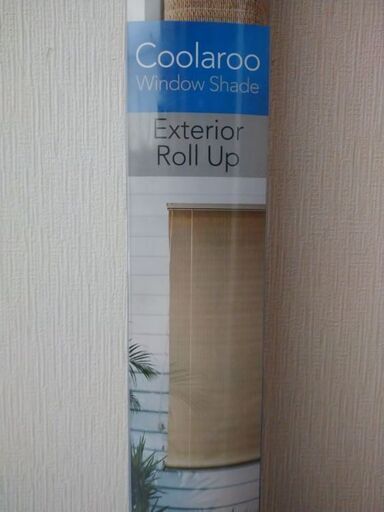 Coolaroo
Window Shade
Exterior
Roll Up